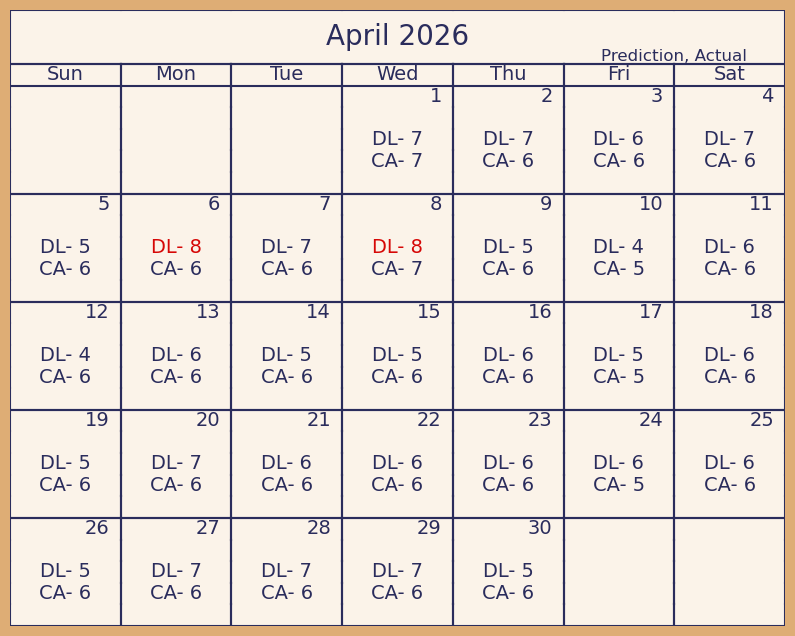 April 2026
Prediction, Actual
Sun Mon Tue Wed Thu Fri Sat
1 2 3 4
DL- 7 DL- 7 DL- 6 DL- 7
CA- 7 CA- 6 CA- 6 CA- 6
5 6 7 8 9 10 11
DL- 5 DL- 8 DL- 7 DL- 8 DL- 5 DL- 4 DL- 6
CA- 6 CA- 6 CA- 6 CA- 7 CA- 6 CA- 5 CA- 6
12 13 14 15 16 17 18
DL- 4 DL- 6 DL- 5 DL- 5 DL- 6 DL- 5 DL- 6
CA- 6 CA- 6 CA- 6 CA- 6 CA- 6 CA- 5 CA- 6
19 20 21 22 23 24 25
DL- 5 DL- 7 DL- 6 DL- 6 DL- 6 DL- 6 DL- 6
CA- 6 CA- 6 CA- 6 CA- 6 CA- 6 CA- 5 CA- 6
26 27 28 29 30
DL- 5 DL- 7 DL- 7 DL- 7 DL- 5
CA- 6 CA- 6 CA- 6 CA- 6 CA- 6